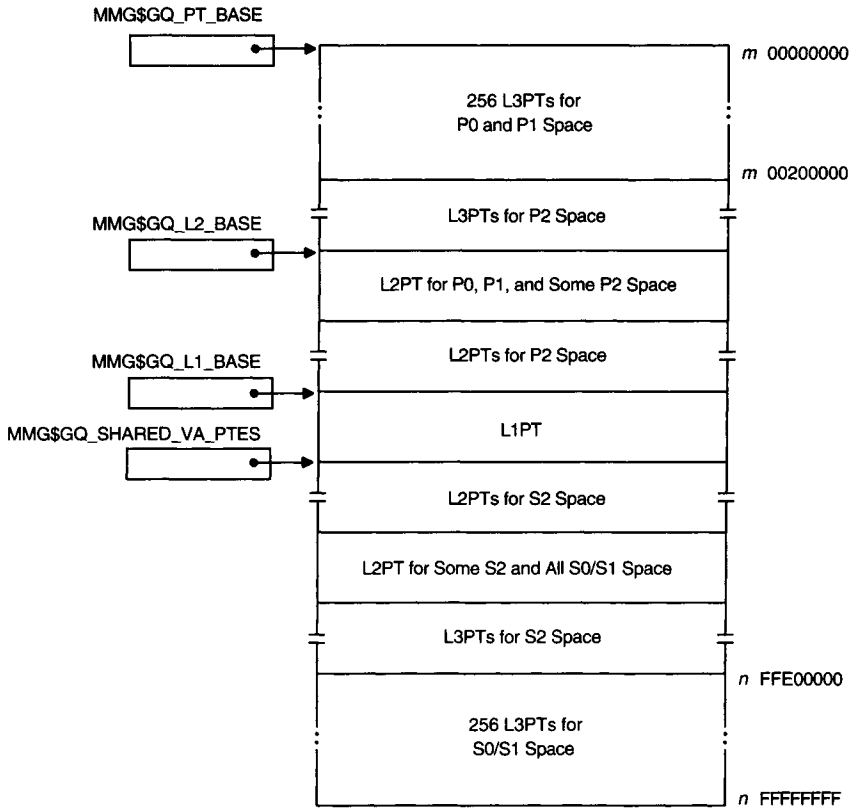 MMG$GQ_PT_BASE
m 00000000
256 L3PTs for
P0 and P1 Space
m 00200000
L3PTs for P2 Space
MMG$GQ_L2_BASE
L2PT for P0, P1, and Some P2 Space
L2PTs for P2 Space
MMG$GQ_L1_BASE
L1PT
MMG$GQ_SHARED_VA_PTES
L2PTs for S2 Space
L2PT for Some S2 and All S0/S1 Space
L3PTs for S2 Space
n FFE00000
256 L3PTs for
S0/S1 Space
n FFFFFFFF